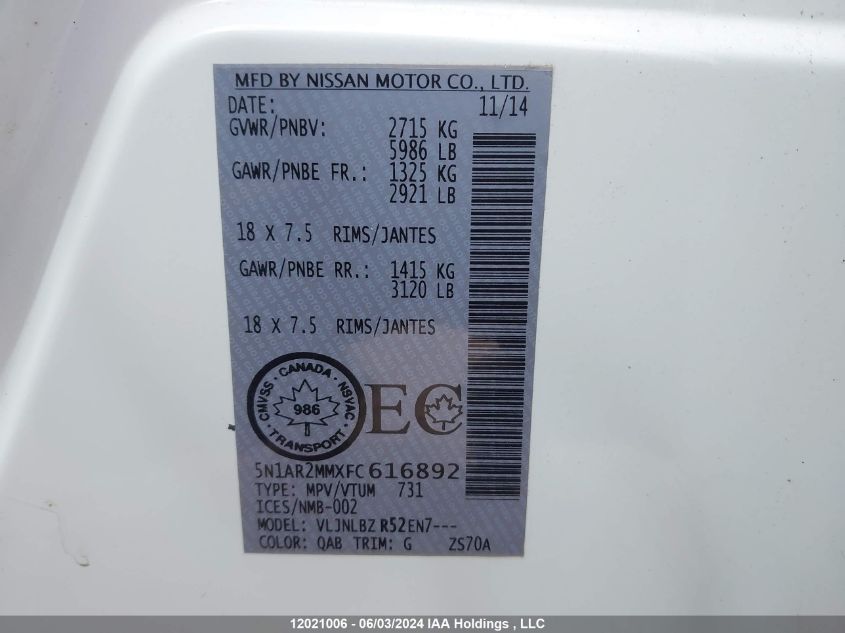 MFD BY NISSAN MOTOR CO., LTD.
DATE: 11/14
GVWR/PNBV: 2715 KG
5986 LB
GAWR/PNBE FR.: 1325 KG
2921 LB
18 X 7.5 RIMS/JANTES
GAWR/PNBE RR.: 1415 KG
3120 LB
18 X 7.5 RIMS/JANTES
CMVSS · CANADA · NSVAC
986
TRANSPORT
EC
5N1AR2MMXFC616892
TYPE: MPV/VTUM 731
ICES/NMB-002
MODEL: VLJNLBZ R52EN7---
COLOR: QAB TRIM: G ZS70A
12021006 - 06/03/2024 IAA Holdings , LLC